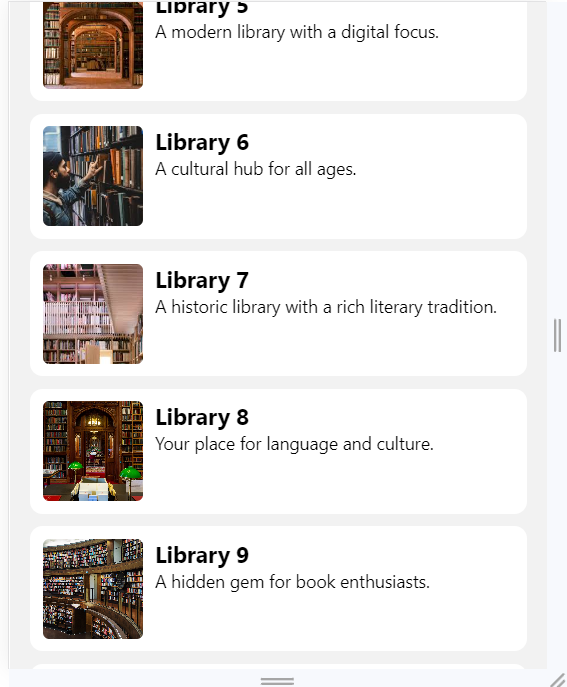 Library 5
A modern library with a digital focus.
Library 6
A cultural hub for all ages.
Library 7
A historic library with a rich literary tradition.
Library 8
Your place for language and culture.
Library 9
A hidden gem for book enthusiasts.